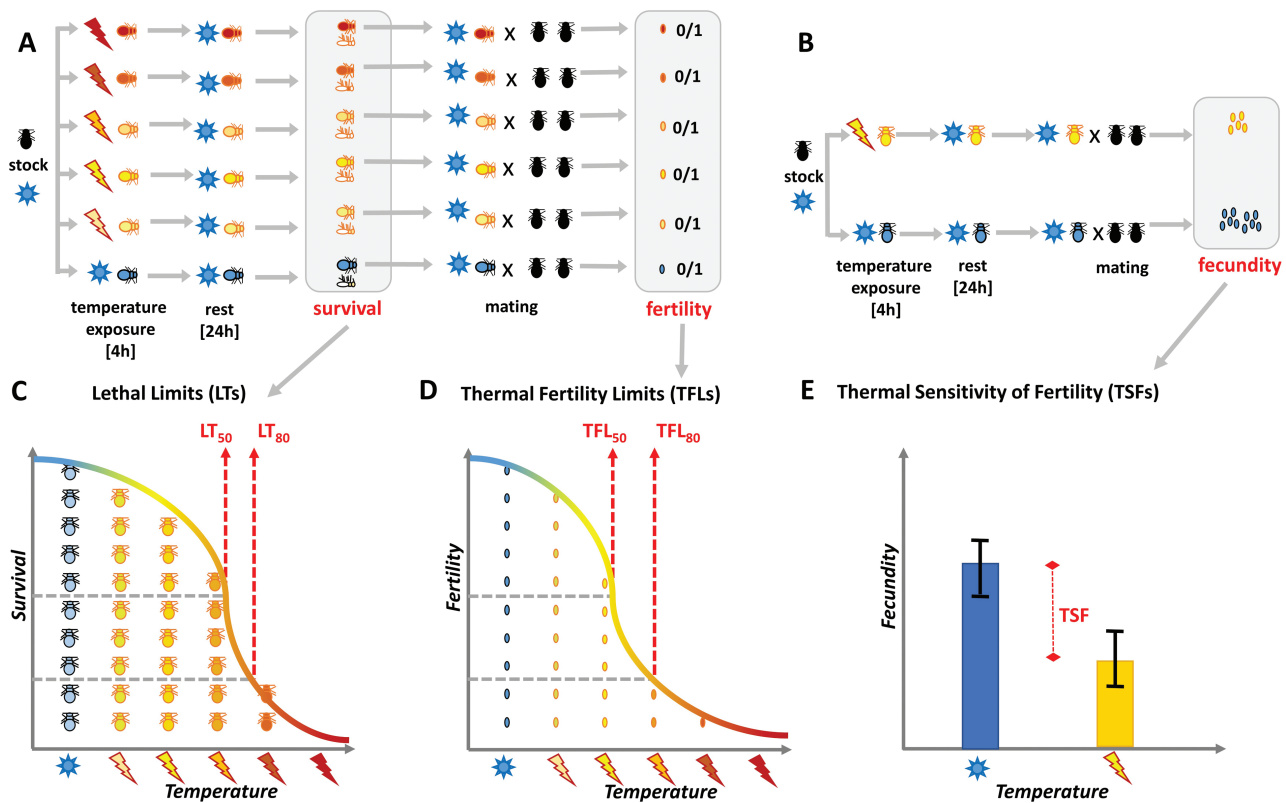 A
stock
X 0/1
X 0/1
X 0/1
X 0/1
X 0/1
X 0/1
temperature
exposure
[4h]
rest
[24h]
survival
mating
fertility
B
stock
X
X
temperature
exposure
[4h]
rest
[24h]
mating
fecundity
C Lethal Limits (LTs)
LT50 LT80
Survival
Temperature
D Thermal Fertility Limits (TFLs)
TFL50 TFL80
Fertility
Temperature
E Thermal Sensitivity of Fertility (TSFs)
Fecundity
TSF
Temperature